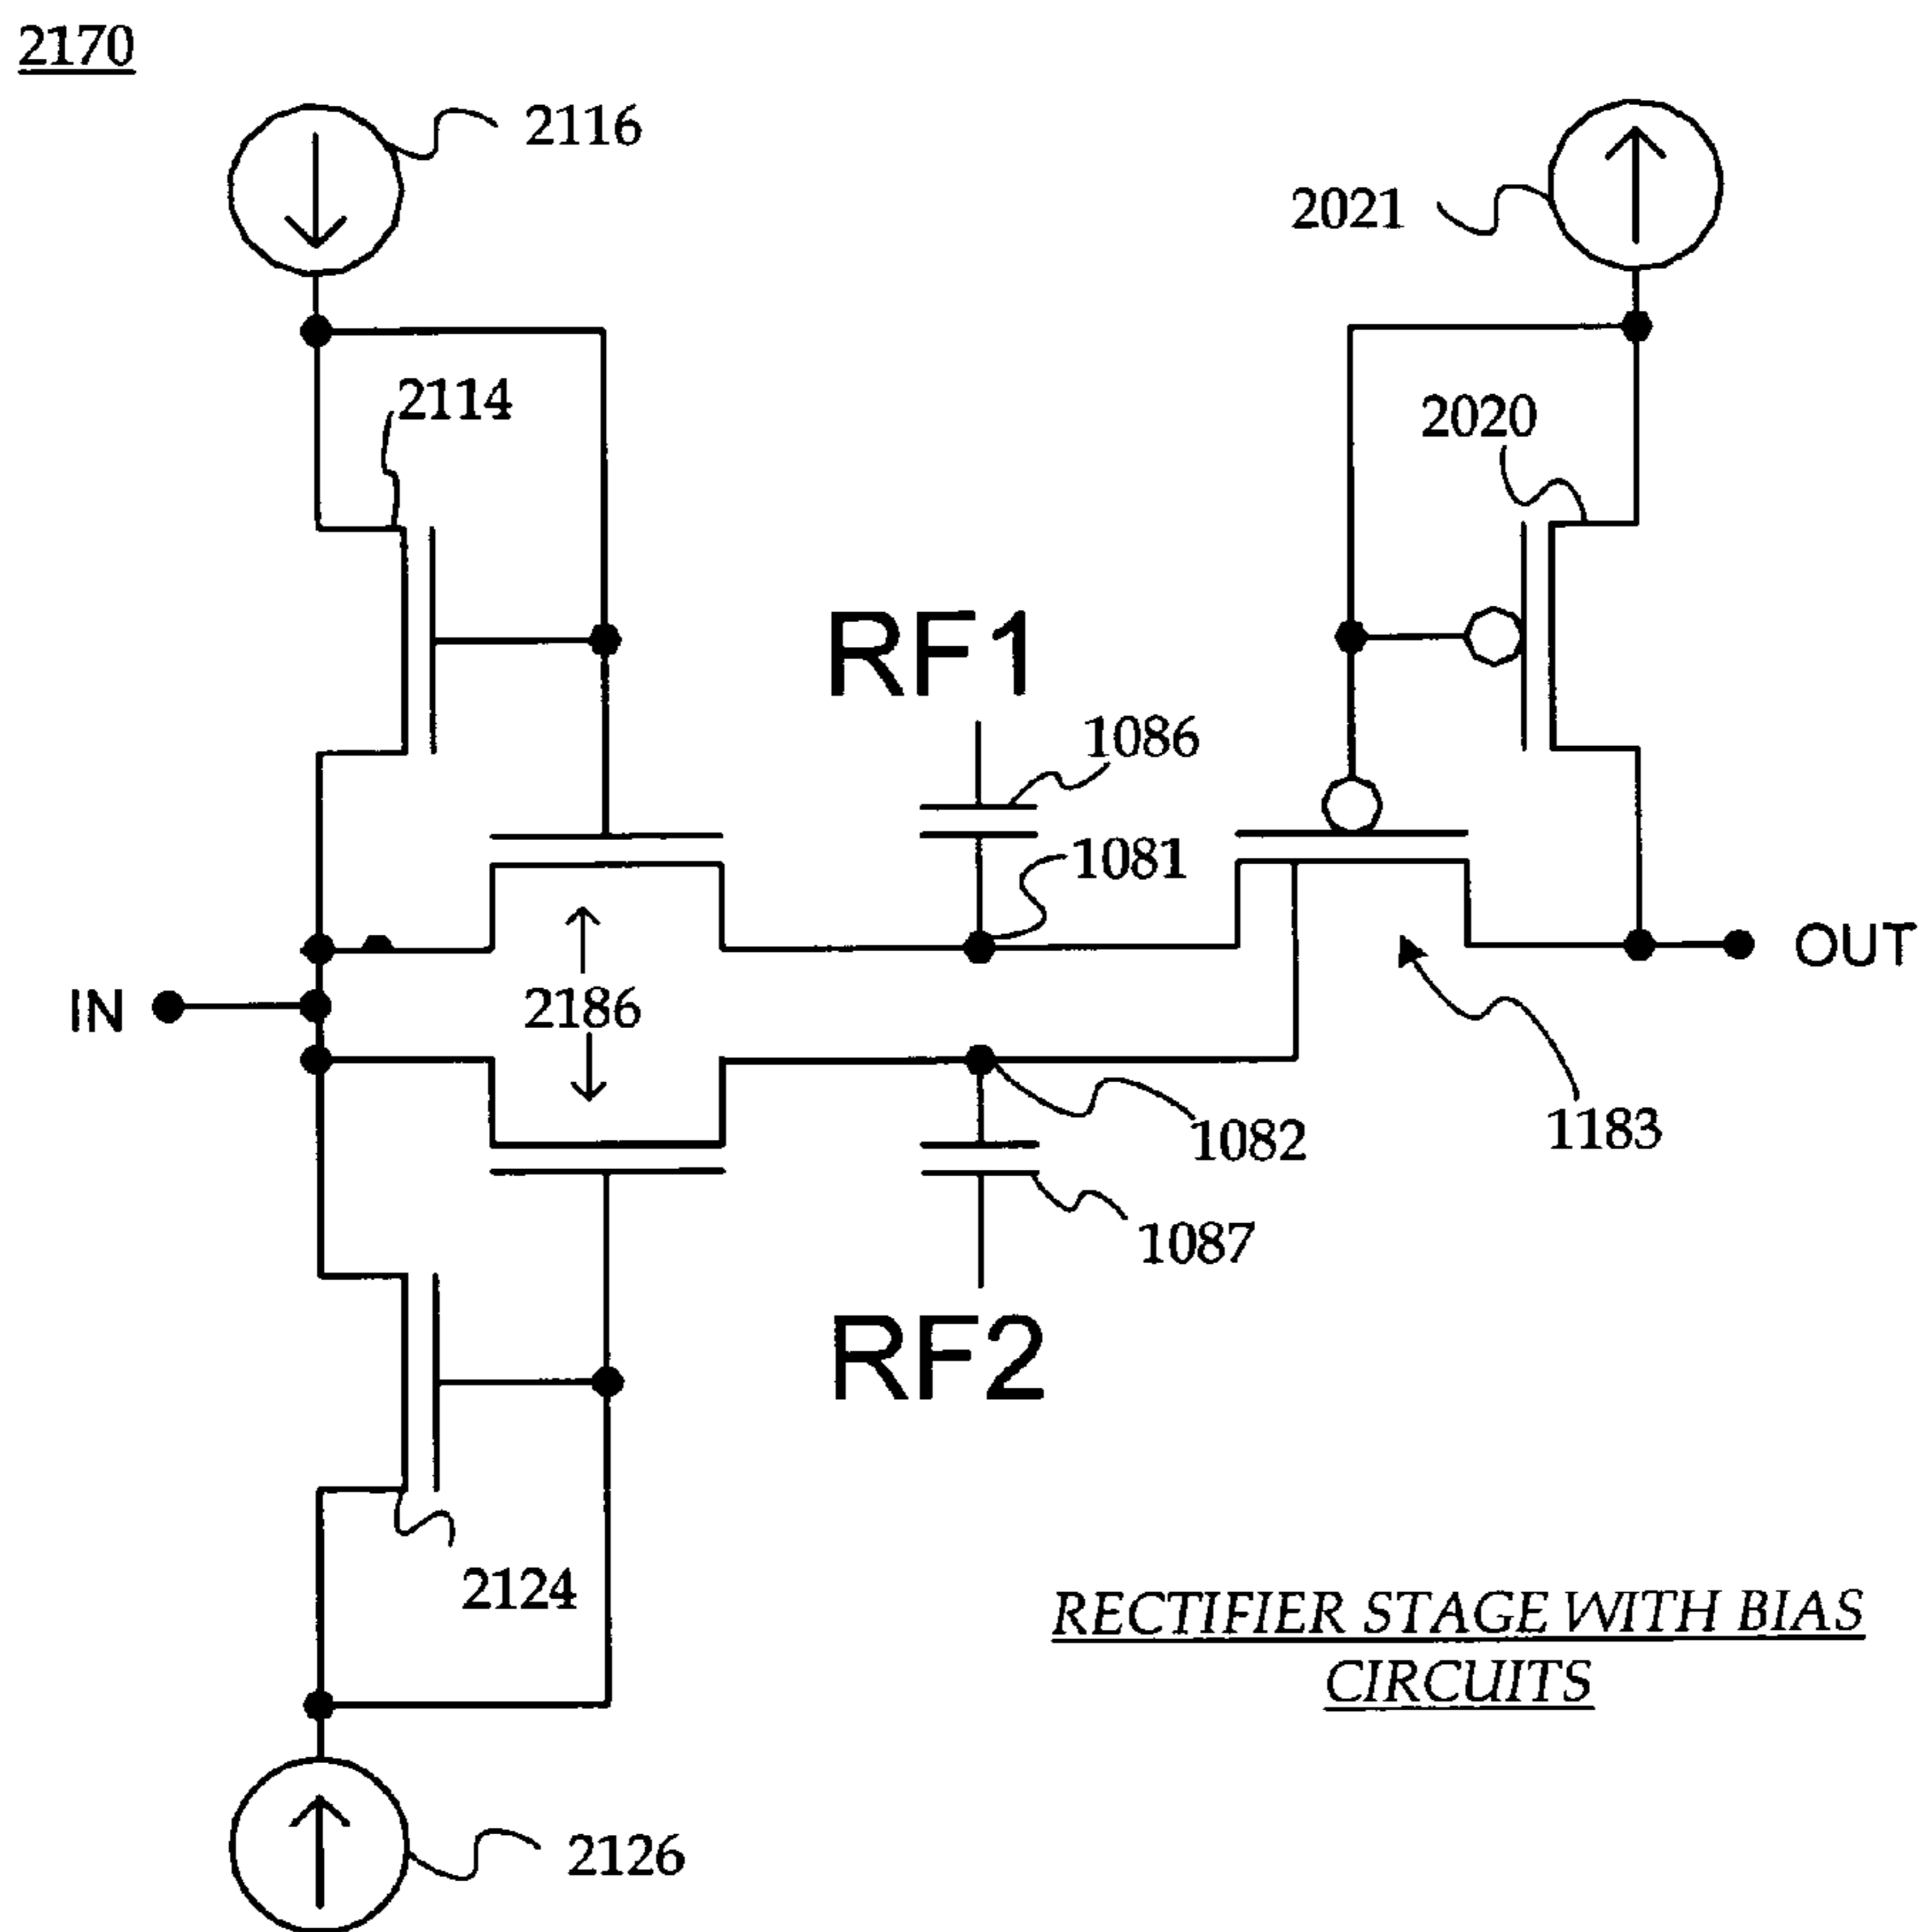 2170
2116
2021
2114
2020
RF1
1086
1081
OUT
2186
IN
1082
1183
1087
RF2
2124
RECTIFIER STAGE WITH BIAS
CIRCUITS
2126